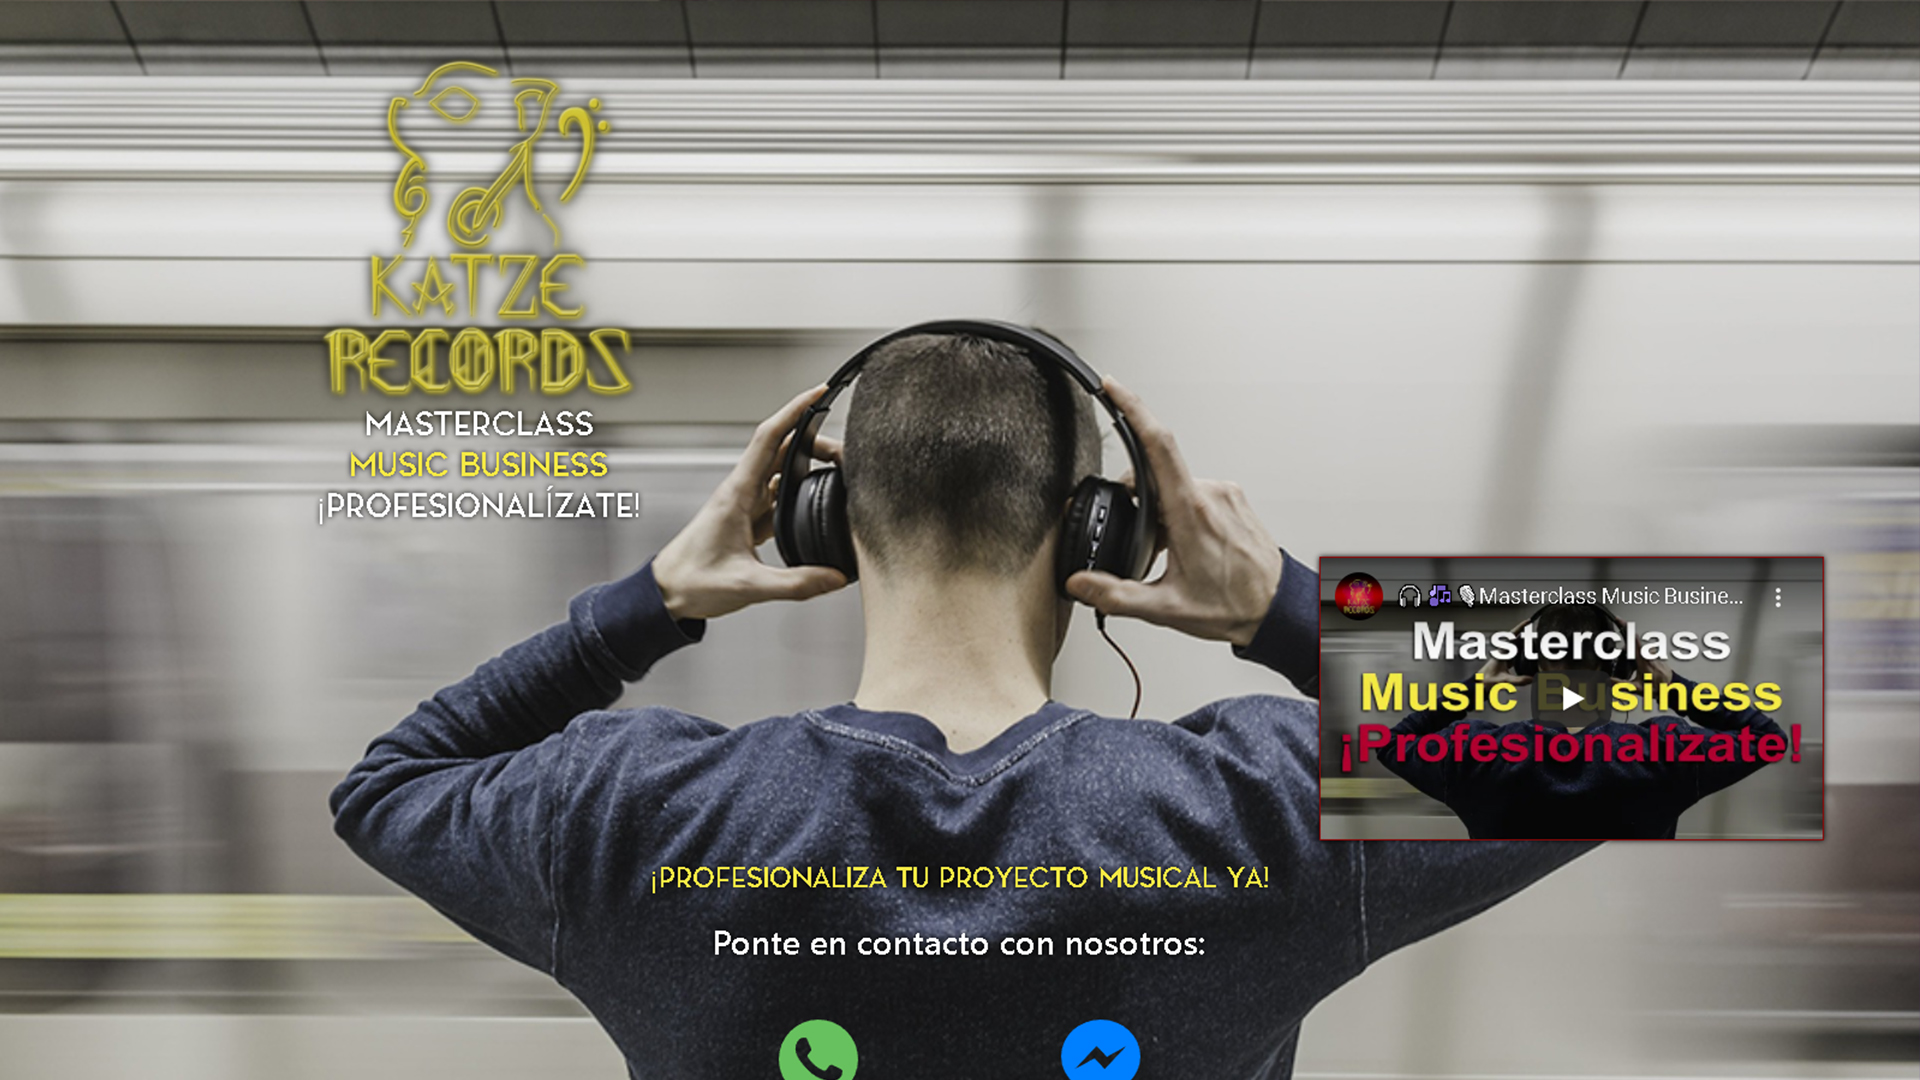 KATZE
RECORDS
MASTERCLASS
MUSIC BUSINESS
¡PROFESIONALÍZATE!
🎧 🎶 🎙Masterclass Music Busine...
Masterclass
Music Business
¡Profesionalízate!
¡PROFESIONALIZA TU PROYECTO MUSICAL YA!
Ponte en contacto con nosotros: